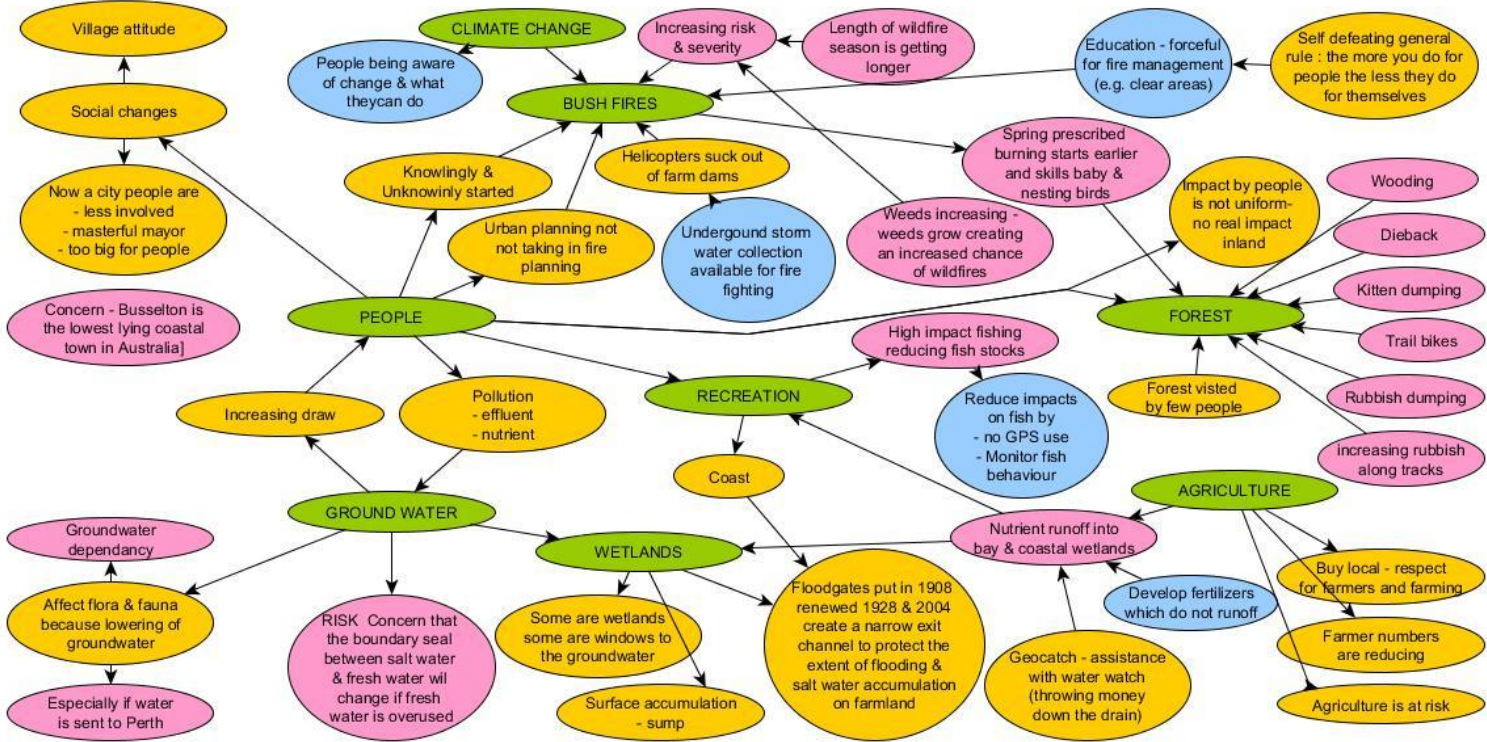 Village attitude
Social changes
Now a city people are
- less involved
- masterful mayor
- too big for people
Concern - Busselton is
the lowest lying coastal
town in Australia]
CLIMATE CHANGE
People being aware
of change & what
theycan do
BUSH FIRES
Increasing risk
& severity
Length of wildfire
season is getting
longer
Education - forceful
for fire management
(e.g. clear areas)
Self defeating general
rule : the more you do for
people the less they do
for themselves
Knowlingly &
Unknowinly started
Urban planning not
not taking in fire
planning
Helicopters suck out
of farm dams
Undergound storm
water collection
available for fire
fighting
Weeds increasing -
weeds grow creating
an increased chance
of wildfires
Spring prescribed
burning starts earlier
and skills baby &
nesting birds
Impact by people
is not uniform-
no real impact
inland
Wooding
Dieback
Kitten dumping
Trail bikes
Rubbish dumping
increasing rubbish
along tracks
FOREST
Forest visted
by few people
PEOPLE
Increasing draw
Pollution
- effluent
- nutrient
RECREATION
High impact fishing
reducing fish stocks
Reduce impacts
on fish by
- no GPS use
- Monitor fish
behaviour
Coast
GROUND WATER
Groundwater
dependancy
Affect flora & fauna
because lowering of
groundwater
Especially if water
is sent to Perth
RISK Concern that
the boundary seal
between salt water
& fresh water wil
change if fresh
water is overused
WETLANDS
Some are wetlands
some are windows to
the groundwater
Surface accumulation
- sump
Floodgates put in 1908
renewed 1928 & 2004
create a narrow exit
channel to protect the
extent of flooding &
salt water accumulation
on farmland
AGRICULTURE
Nutrient runoff into
bay & coastal wetlands
Develop fertilizers
which do not runoff
Geocatch - assistance
with water watch
(throwing money
down the drain)
Buy local - respect
for farmers and farming
Farmer numbers
are reducing
Agriculture is at risk